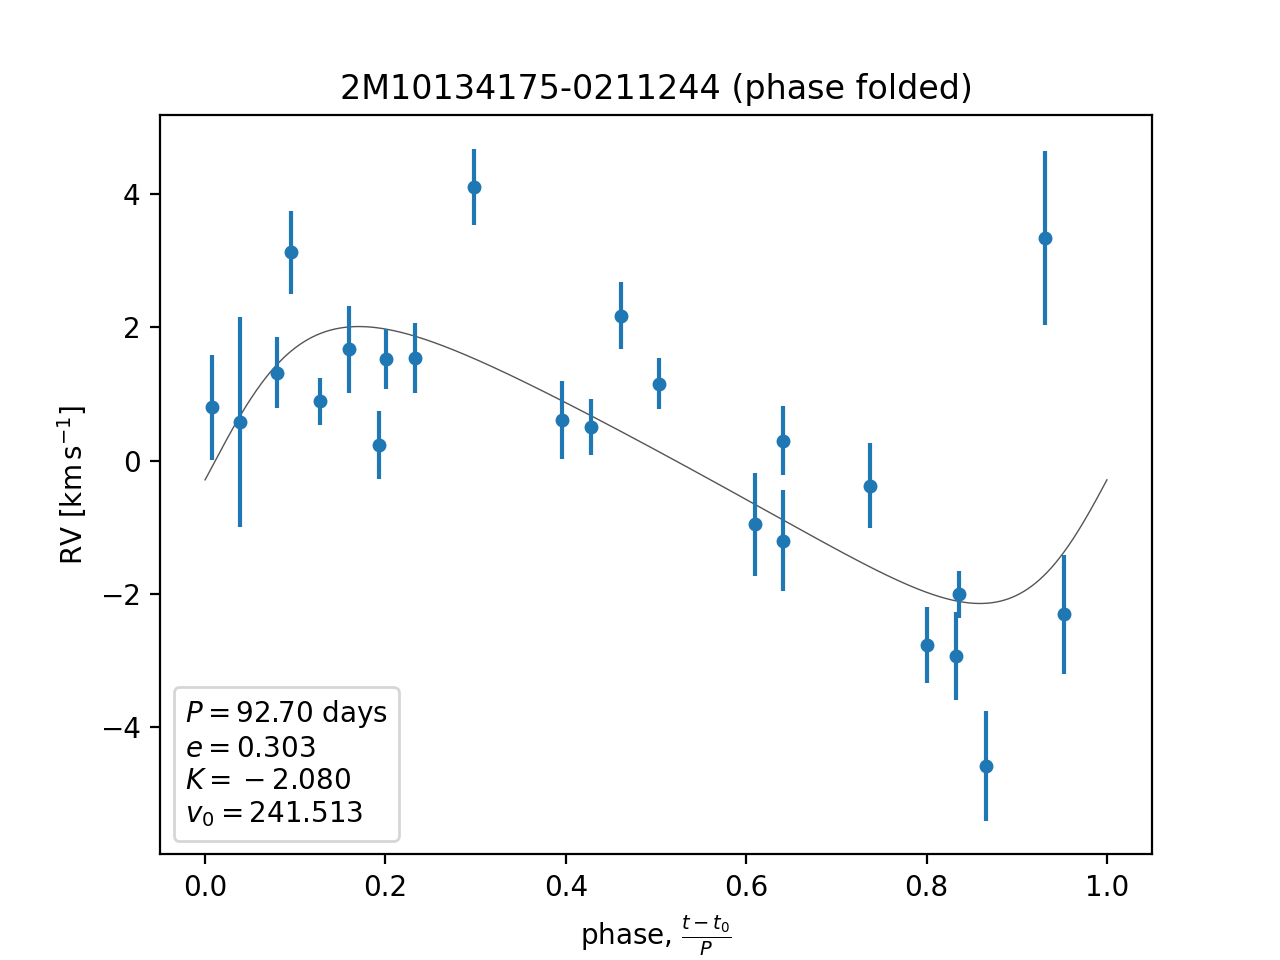 2M10134175-0211244 (phase folded)
RV [km s⁻¹]
4
2
0
−2
−4
P = 92.70 days
e = 0.303
K = −2.080
v₀ = 241.513
0.0 0.2 0.4 0.6 0.8 1.0
phase, (t − t₀)/P